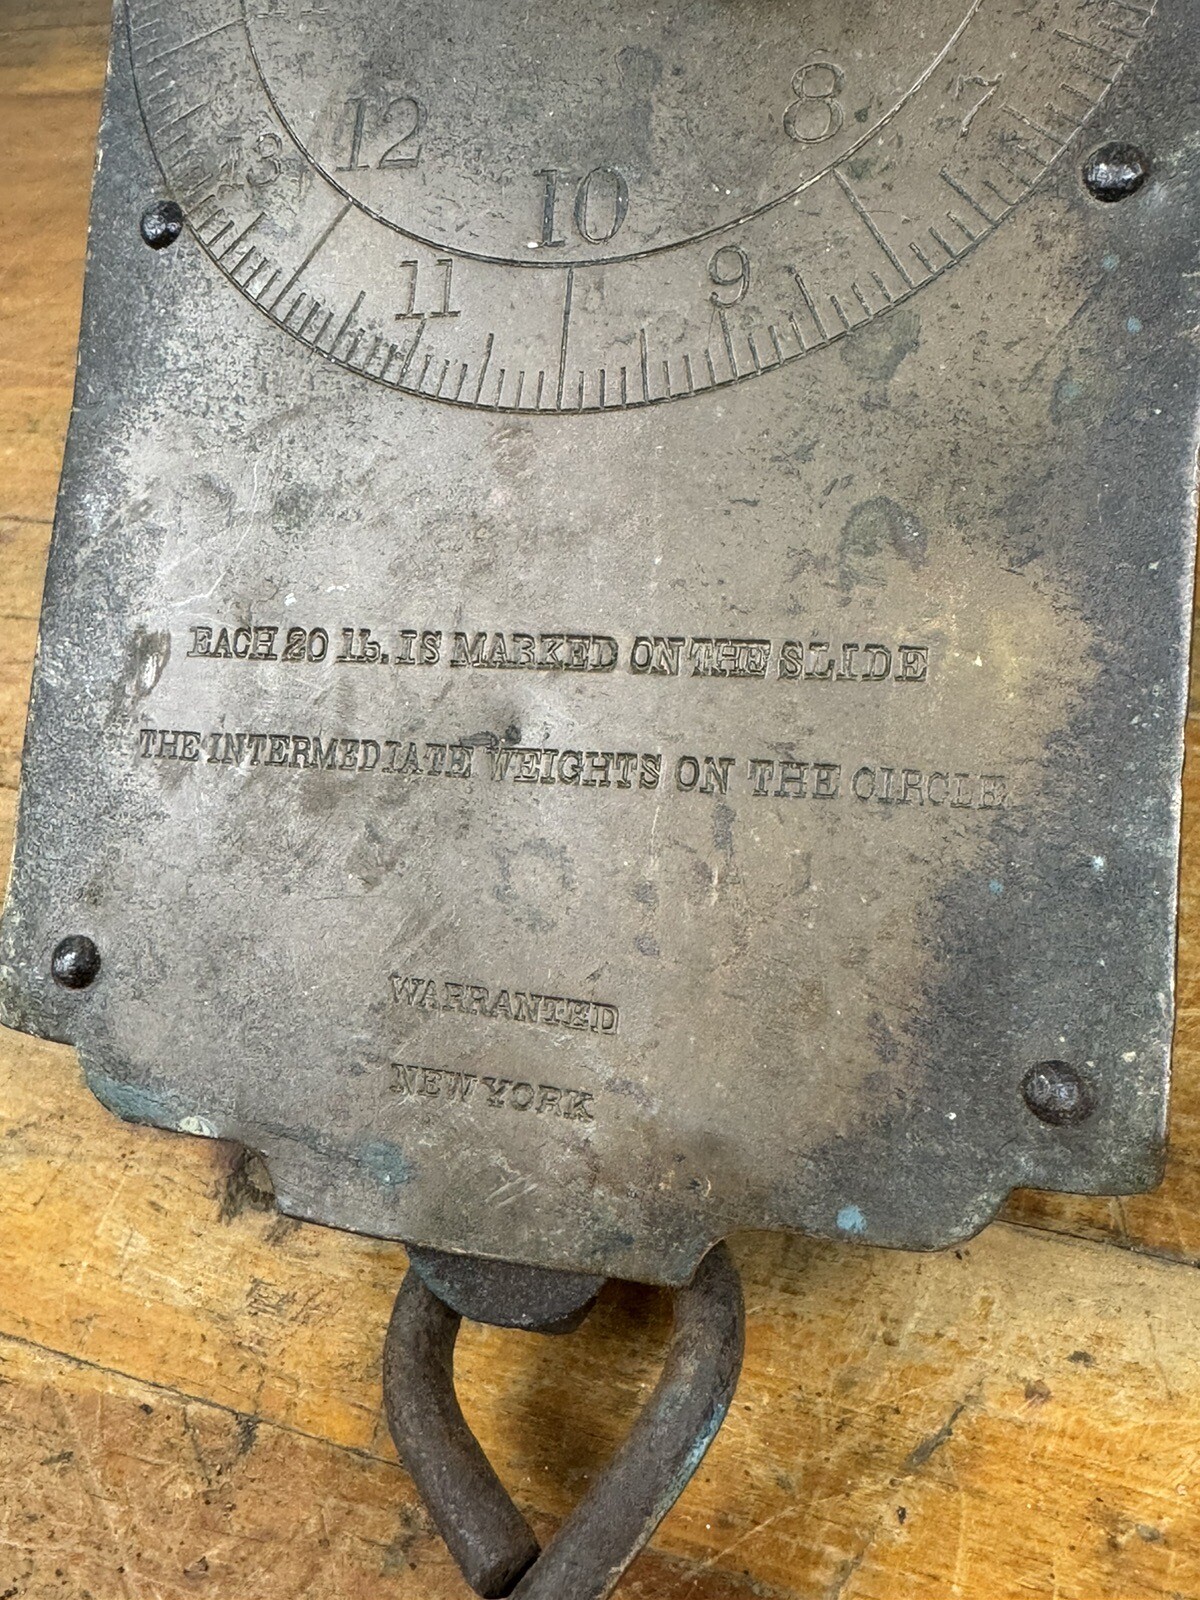 12 8 7
13 10
11 9
EACH 20 lb. IS MARKED ON THE SLIDE
THE INTERMEDIATE WEIGHTS ON THE CIRCLE
WARRANTED
NEW YORK